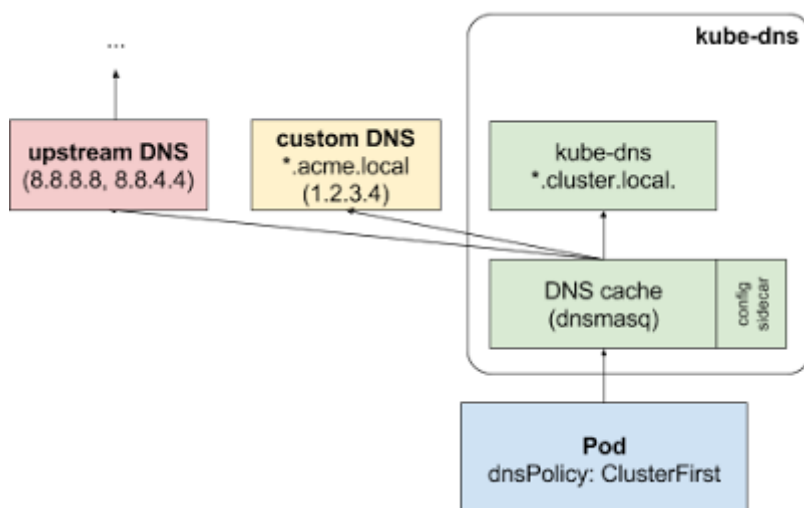 ...
kube-dns
upstream DNS
(8.8.8.8, 8.8.4.4)
custom DNS
*.acme.local
(1.2.3.4)
kube-dns
*.cluster.local.
DNS cache
(dnsmasq)
config
sidecar
Pod
dnsPolicy: ClusterFirst